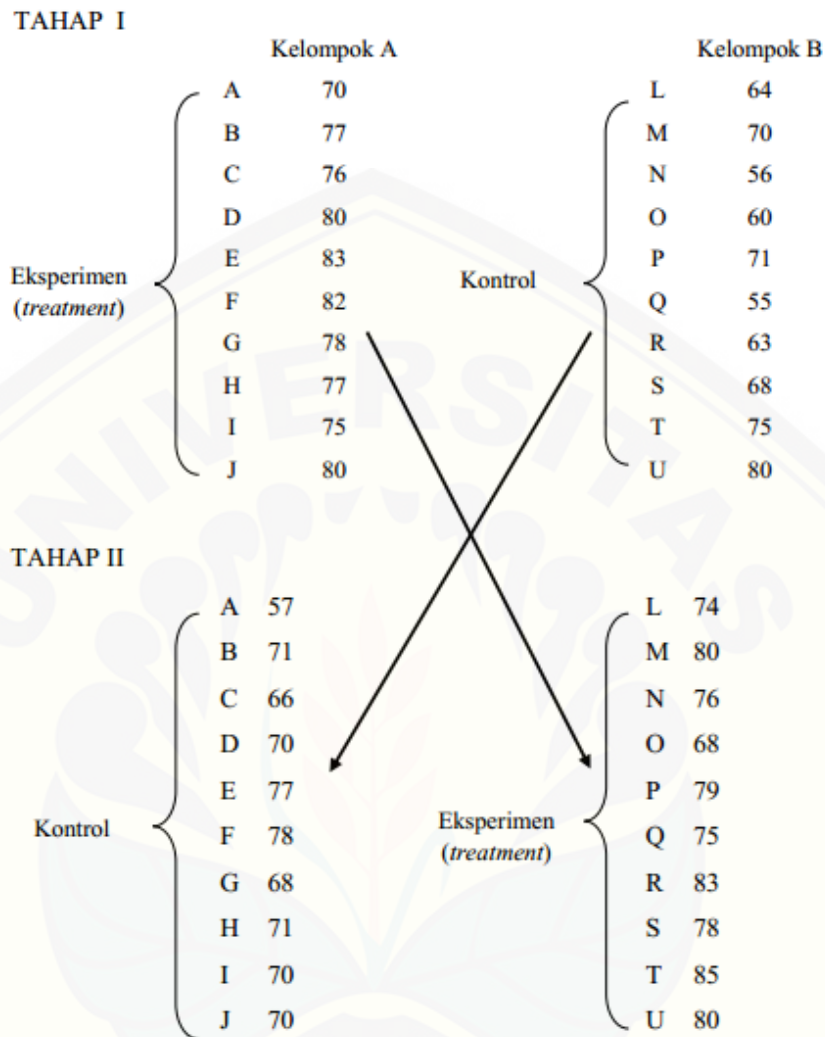 TAHAP I
Kelompok A Kelompok B
A 70 L 64
B 77 M 70
C 76 N 56
D 80 O 60
E 83 P 71
Eksperimen
(treatment)
Kontrol
F 82 Q 55
G 78 R 63
H 77 S 68
I 75 T 75
J 80 U 80
TAHAP II
A 57 L 74
B 71 M 80
C 66 N 76
D 70 O 68
E 77 P 79
Kontrol
Eksperimen
(treatment)
F 78 Q 75
G 68 R 83
H 71 S 78
I 70 T 85
J 70 U 80
UNIVERSITAS